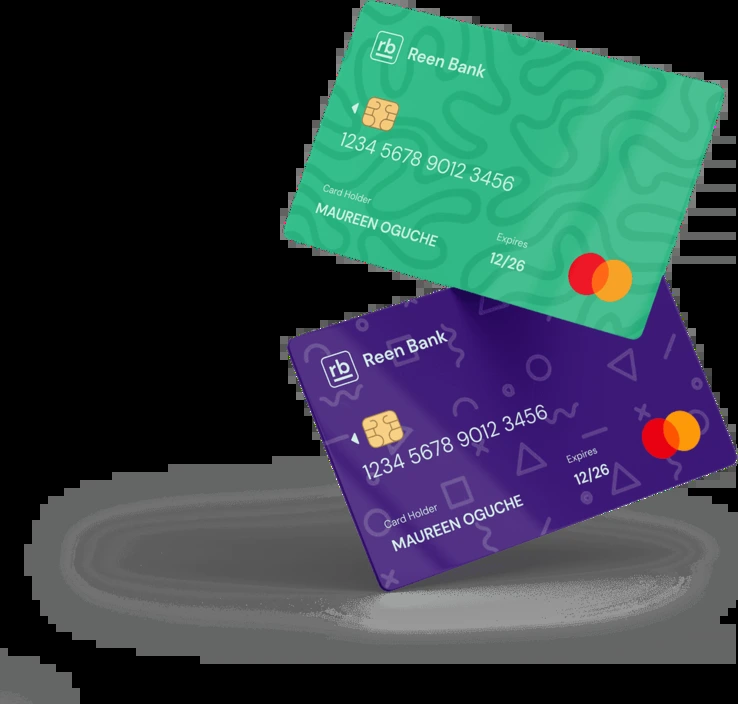 rb Reen Bank
1234 5678 9012 3456
Card Holder
MAUREEN OGUCHE
Expires
12/26
rb Reen Bank
1234 5678 9012 3456
Card Holder
MAUREEN OGUCHE
Expires
12/26